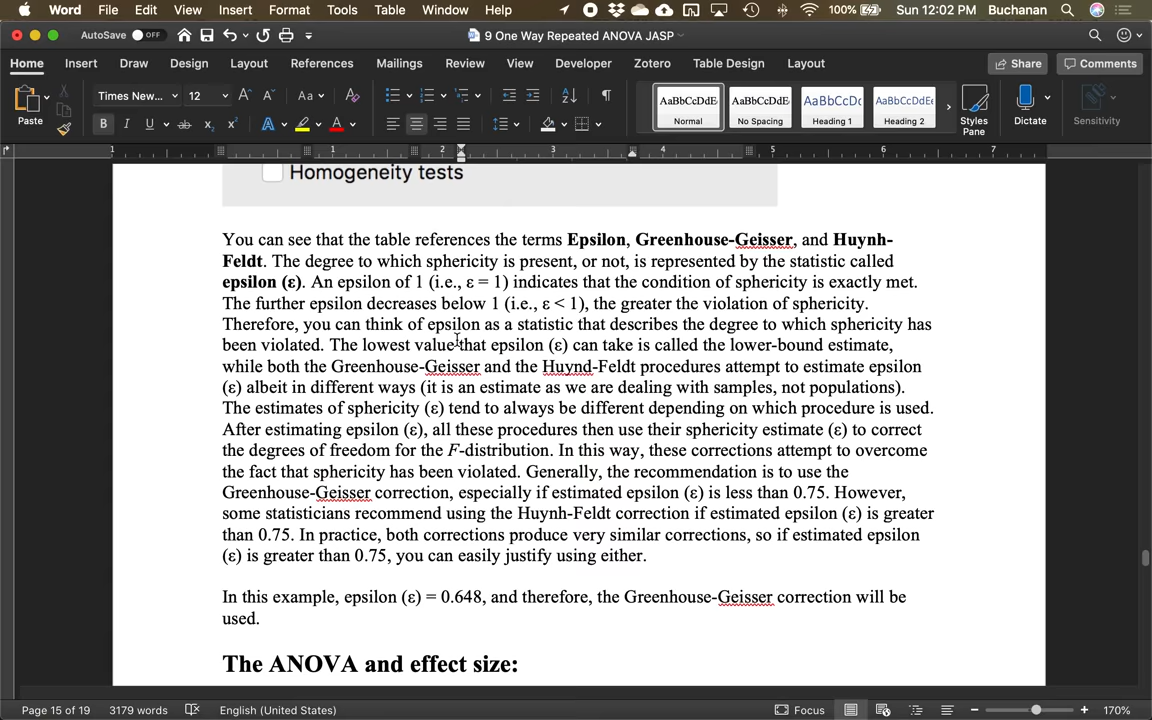 Word File Edit View Insert Format Tools Table Window Help 100% Sun 12:02 PM Buchanan
AutoSave OFF 9 One Way Repeated ANOVA JASP
Home Insert Draw Design Layout References Mailings Review View Developer Zotero Table Design Layout Share Comments
Paste Times New... 12 Aa AaBbCcDdE Normal AaBbCcDdE No Spacing AaBbCcDc Heading 1 AaBbCcDdEe Heading 2 Styles Pane Dictate Sensitivity
B I U ab x2 x2 A A
1 1 2 3 4 5 6 7
Homogeneity tests
You can see that the table references the terms Epsilon, Greenhouse-Geisser, and Huynh-
Feldt. The degree to which sphericity is present, or not, is represented by the statistic called
epsilon (ε). An epsilon of 1 (i.e., ε = 1) indicates that the condition of sphericity is exactly met.
The further epsilon decreases below 1 (i.e., ε < 1), the greater the violation of sphericity.
Therefore, you can think of epsilon as a statistic that describes the degree to which sphericity has
been violated. The lowest value that epsilon (ε) can take is called the lower-bound estimate,
while both the Greenhouse-Geisser and the Huynd-Feldt procedures attempt to estimate epsilon
(ε) albeit in different ways (it is an estimate as we are dealing with samples, not populations).
The estimates of sphericity (ε) tend to always be different depending on which procedure is used.
After estimating epsilon (ε), all these procedures then use their sphericity estimate (ε) to correct
the degrees of freedom for the F-distribution. In this way, these corrections attempt to overcome
the fact that sphericity has been violated. Generally, the recommendation is to use the
Greenhouse-Geisser correction, especially if estimated epsilon (ε) is less than 0.75. However,
some statisticians recommend using the Huynh-Feldt correction if estimated epsilon (ε) is greater
than 0.75. In practice, both corrections produce very similar corrections, so if estimated epsilon
(ε) is greater than 0.75, you can easily justify using either.
In this example, epsilon (ε) = 0.648, and therefore, the Greenhouse-Geisser correction will be
used.
The ANOVA and effect size:
Page 15 of 19 3179 words English (United States) Focus 170%